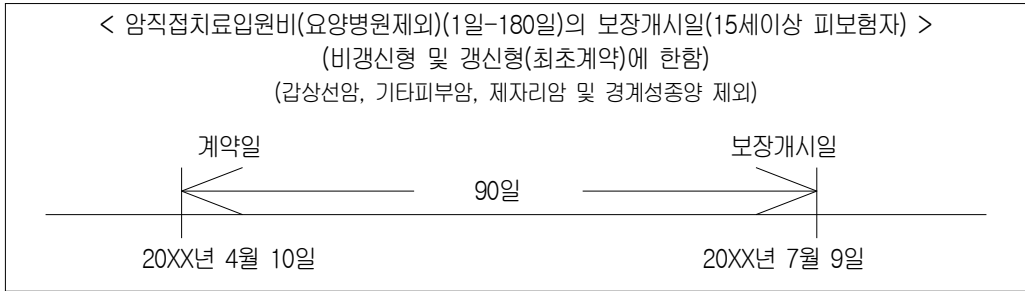 < 암직접치료입원비(요양병원제외)(1일-180일)의 보장개시일(15세이상 피보험자) >
(비갱신형 및 갱신형(최초계약)에 한함)
(갑상선암, 기타피부암, 제자리암 및 경계성종양 제외)
계약일 보장개시일
90일
20XX년 4월 10일 20XX년 7월 9일